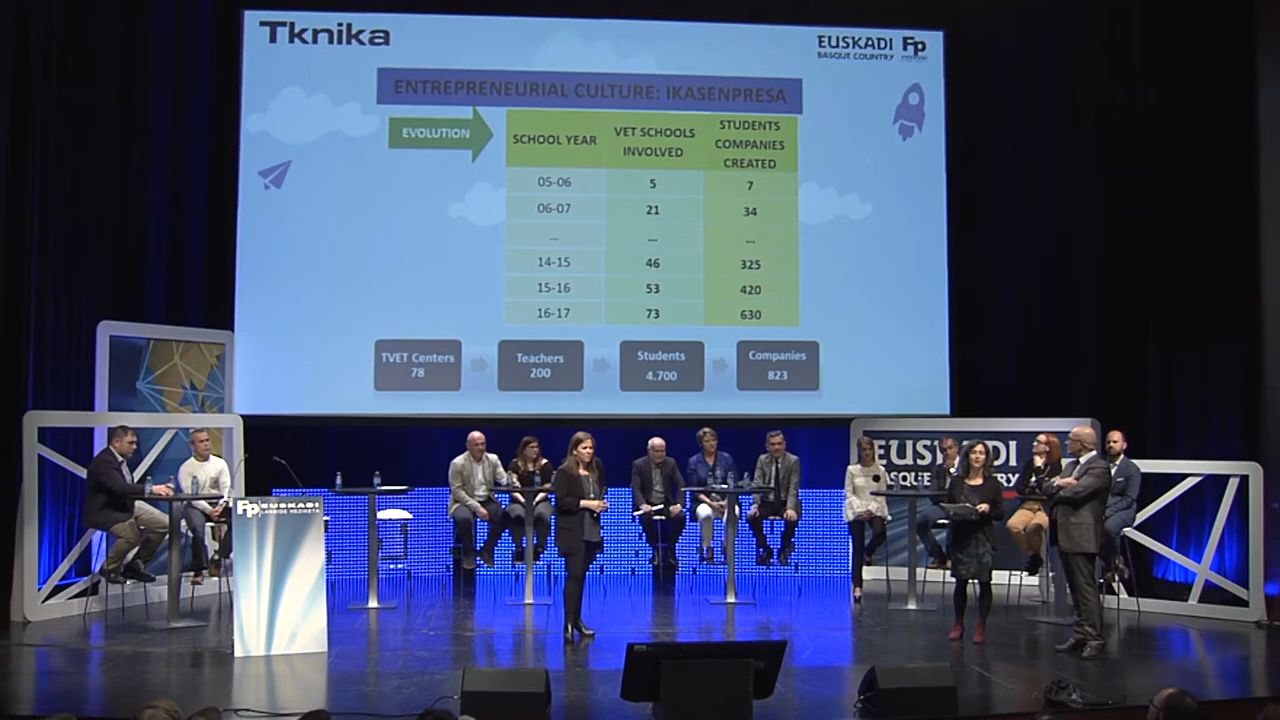 Tknika
EUSKADI
BASQUE COUNTRY
Fp
ENTREPRENEURIAL CULTURE: IKASENPRESA
EVOLUTION
SCHOOL YEAR
VET SCHOOLS INVOLVED
STUDENTS COMPANIES CREATED
05-06 5 7
06-07 21 34
... ... ...
14-15 46 325
15-16 53 420
16-17 73 630
TVET Centers
78
Teachers
200
Students
4.700
Companies
823
Fp EUSKADI
LANBIDE HEZIKETA
EUSKADI
BASQUE COUNTRY